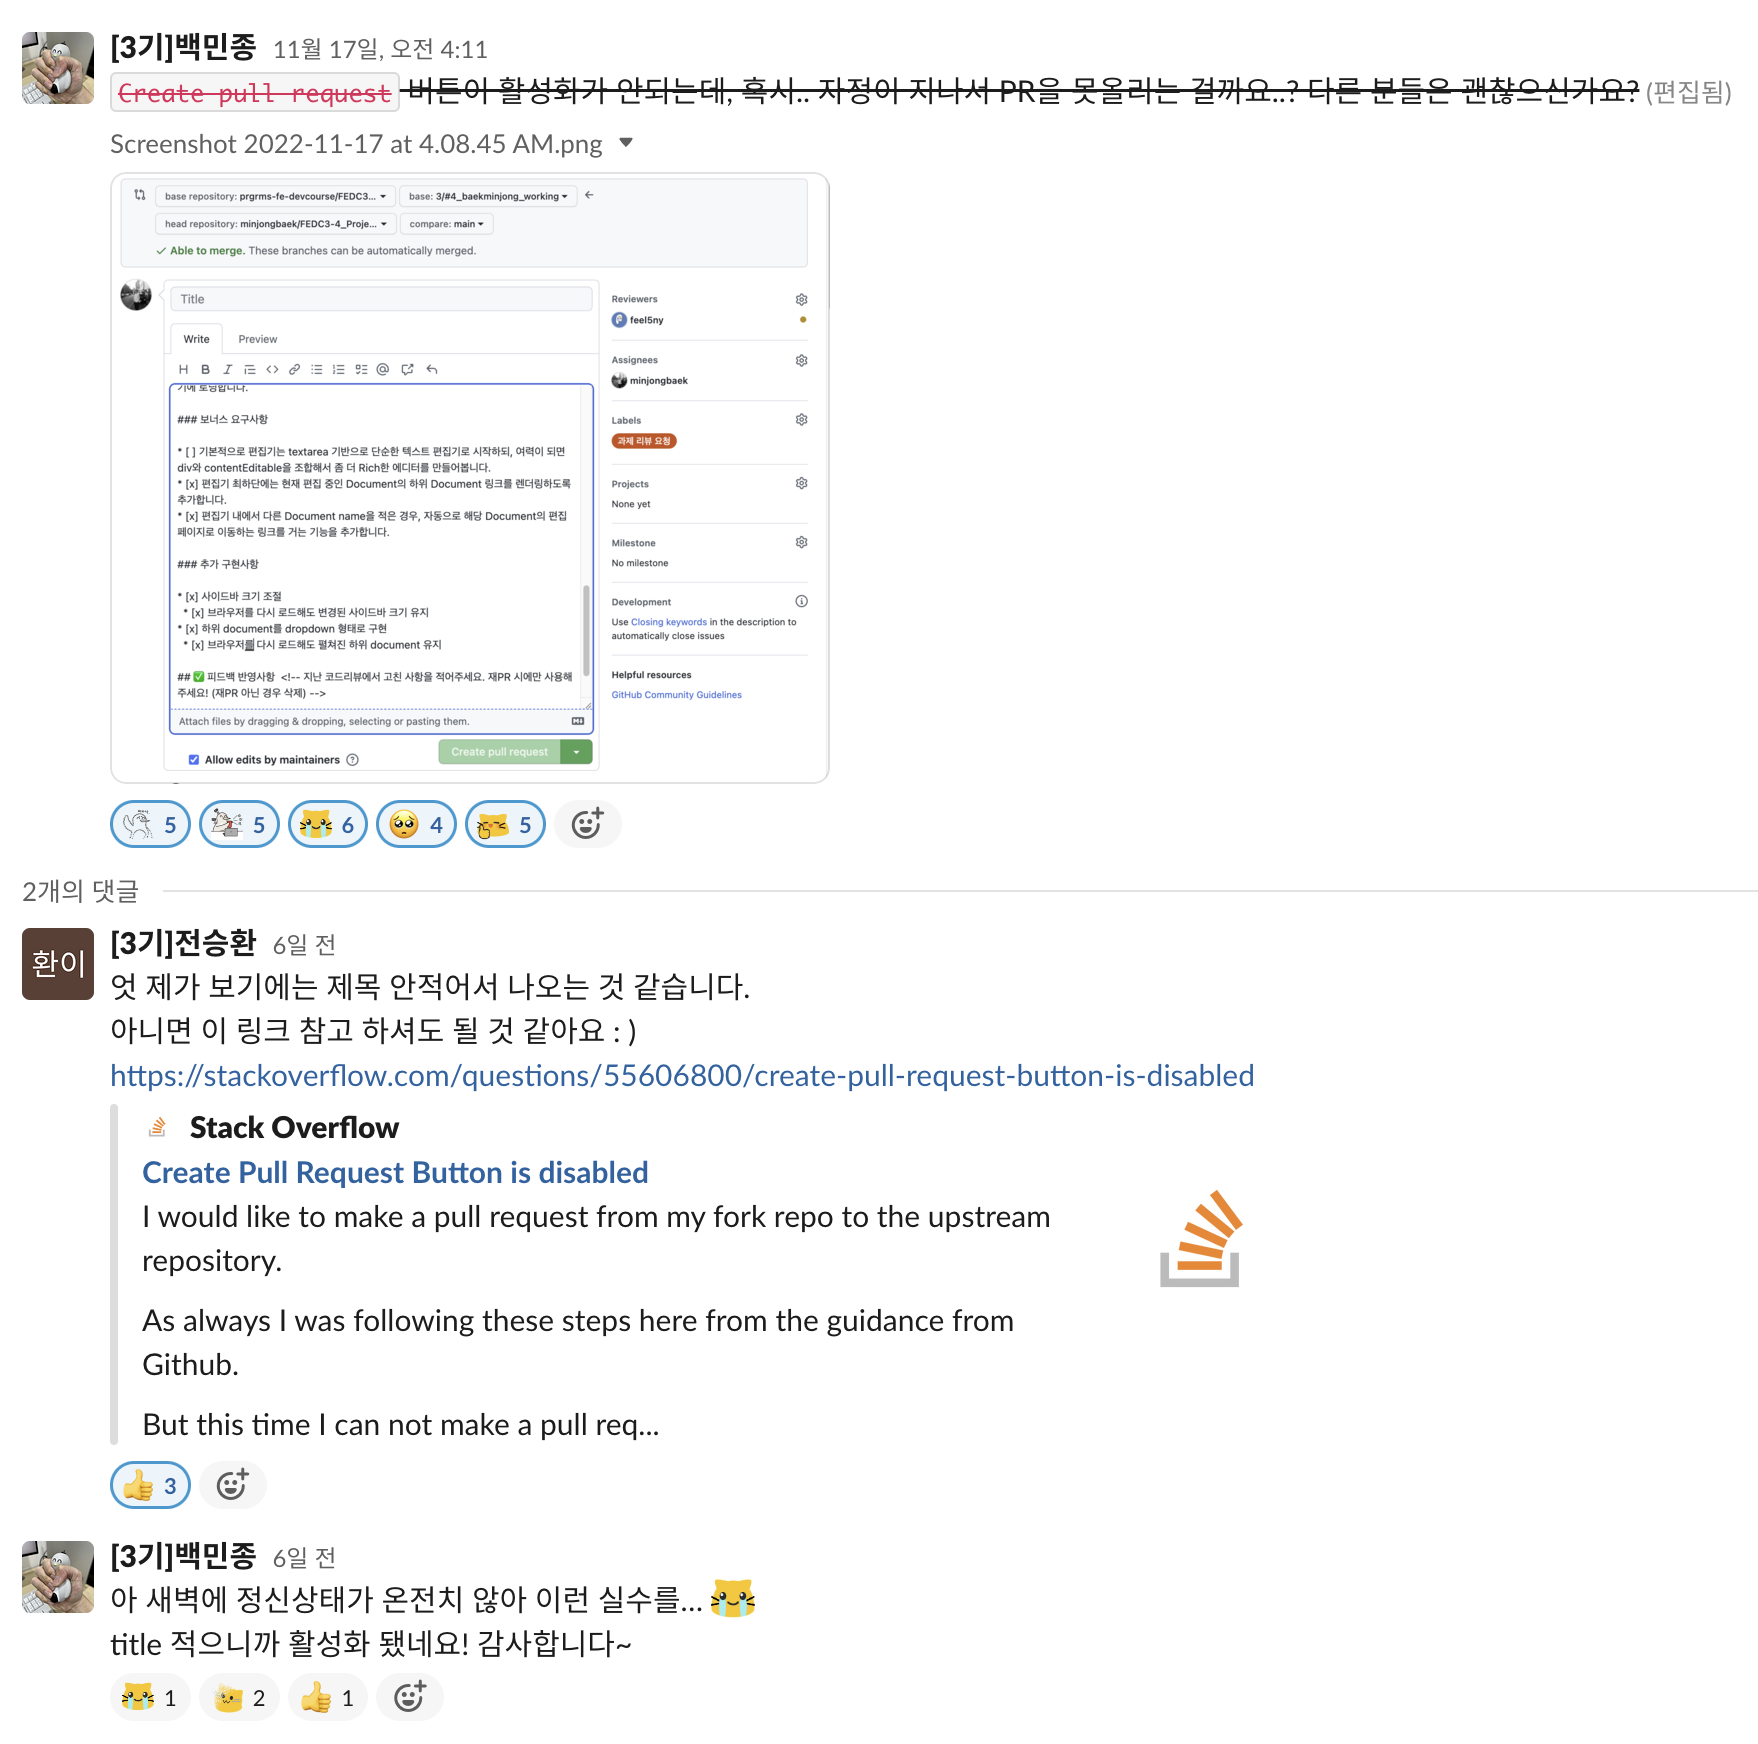 [3기]백민종 11월 17일, 오전 4:11
Create pull request 버튼이 활성화가 안되는데, 혹시.. 자정이 지나서 PR을 못올리는 걸까요..? 다른 분들은 괜찮으신가요? (편집됨)
Screenshot 2022-11-17 at 4.08.45 AM.png
base repository: prgrms-fe-devcourse/FEDC3... base: 3/#4_baekminjong_working
head repository: minjongbaek/FEDC3-4_Proje... compare: main
Able to merge. These branches can be automatically merged.
Title
Write Preview
기에 로딩합니다.
### 보너스 요구사항
* [ ] 기본적으로 편집기는 textarea 기반으로 단순한 텍스트 편집기로 시작하되, 여력이 되면
div와 contentEditable을 조합해서 좀 더 Rich한 에디터를 만들어봅니다.
* [x] 편집기 최하단에는 현재 편집 중인 Document의 하위 Document 링크를 렌더링하도록
추가합니다.
* [x] 편집기 내에서 다른 Document name을 적은 경우, 자동으로 해당 Document의 편집
페이지로 이동하는 링크를 거는 기능을 추가합니다.
### 추가 구현사항
* [x] 사이드바 크기 조절
* [x] 브라우저를 다시 로드해도 변경된 사이드바 크기 유지
* [x] 하위 document를 dropdown 형태로 구현
* [x] 브라우저를 다시 로드해도 펼쳐진 하위 document 유지
## ✅ 피드백 반영사항 <!-- 지난 코드리뷰에서 고친 사항을 적어주세요. 재PR 시에만 사용해
주세요! (재PR 아닌 경우 삭제) -->
Attach files by dragging & dropping, selecting or pasting them.
Allow edits by maintainers
Create pull request
Reviewers
feel5ny
Assignees
minjongbaek
Labels
과제 리뷰 요청
Projects
None yet
Milestone
No milestone
Development
Use Closing keywords in the description to
automatically close issues
Helpful resources
GitHub Community Guidelines
5 5 6 4 5
2개의 댓글
환이
[3기]전승환 6일 전
엇 제가 보기에는 제목 안적어서 나오는 것 같습니다.
아니면 이 링크 참고 하셔도 될 것 같아요 : )
https://stackoverflow.com/questions/55606800/create-pull-request-button-is-disabled
Stack Overflow
Create Pull Request Button is disabled
I would like to make a pull request from my fork repo to the upstream
repository.
As always I was following these steps here from the guidance from
Github.
But this time I can not make a pull req...
3
[3기]백민종 6일 전
아 새벽에 정신상태가 온전치 않아 이런 실수를...
title 적으니까 활성화 됐네요! 감사합니다~
1 2 1